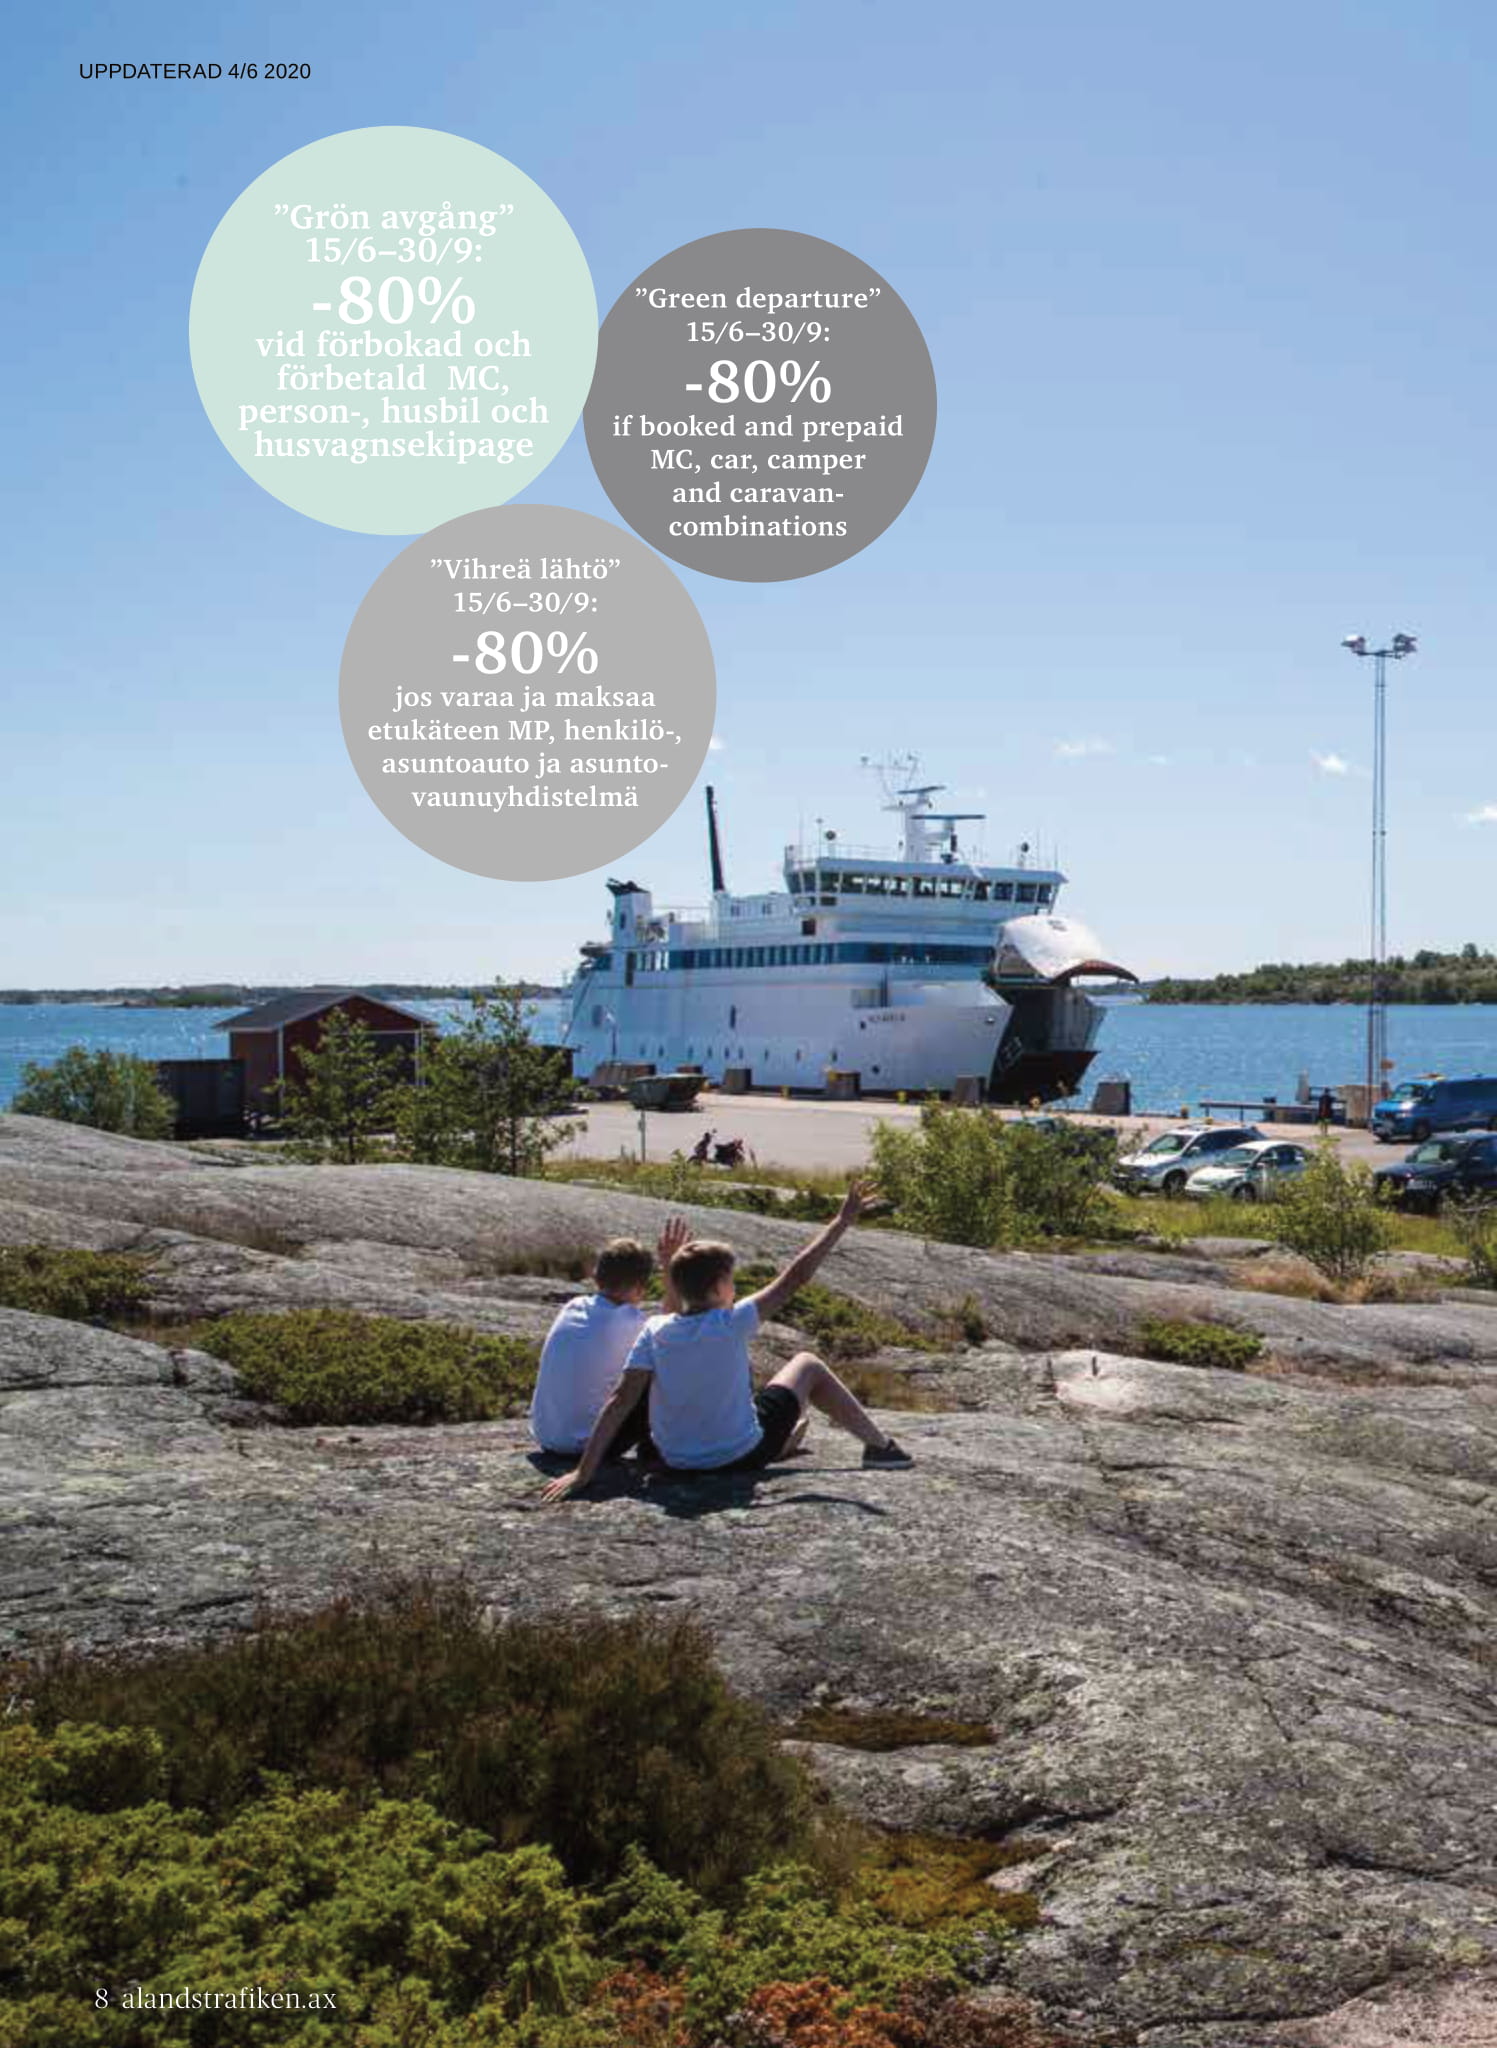 UPPDATERAD 4/6 2020
”Grön avgång”
15/6–30/9:
-80%
vid förbokad och
förbetald MC,
person-, husbil och
husvagnsekipage
”Green departure”
15/6–30/9:
-80%
if booked and prepaid
MC, car, camper
and caravan-
combinations
”Vihreä lähtö”
15/6–30/9:
-80%
jos varaa ja maksaa
etukäteen MP, henkilö-,
asuntoauto ja asunto-
vaunuyhdistelmä
8 alandstrafiken.ax